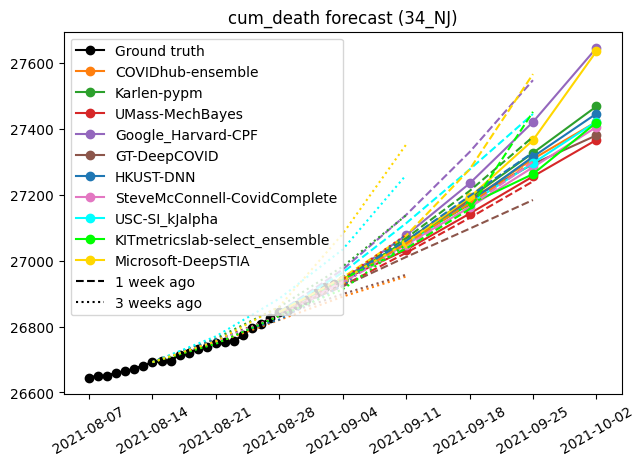 cum_death forecast (34_NJ)
27600
27400
27200
27000
26800
26600
Ground truth
COVIDhub-ensemble
Karlen-pypm
UMass-MechBayes
Google_Harvard-CPF
GT-DeepCOVID
HKUST-DNN
SteveMcConnell-CovidComplete
USC-SI_kJalpha
KITmetricslab-select_ensemble
Microsoft-DeepSTIA
1 week ago
3 weeks ago
2021-08-07
2021-08-14
2021-08-21
2021-08-28
2021-09-04
2021-09-11
2021-09-18
2021-09-25
2021-10-02